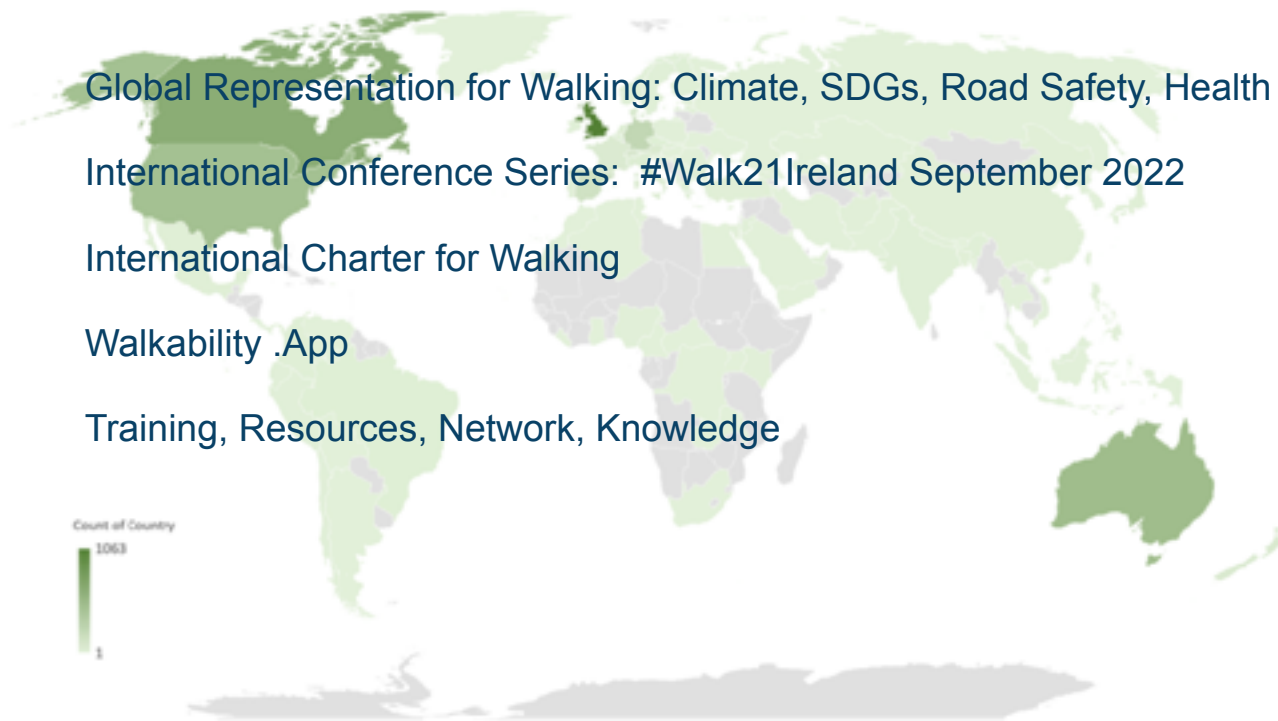 Global Representation for Walking: Climate, SDGs, Road Safety, Health
International Conference Series:  #Walk21Ireland September 2022
International Charter for Walking
Walkability .App
Training, Resources, Network, Knowledge
Count of Country
1063
1